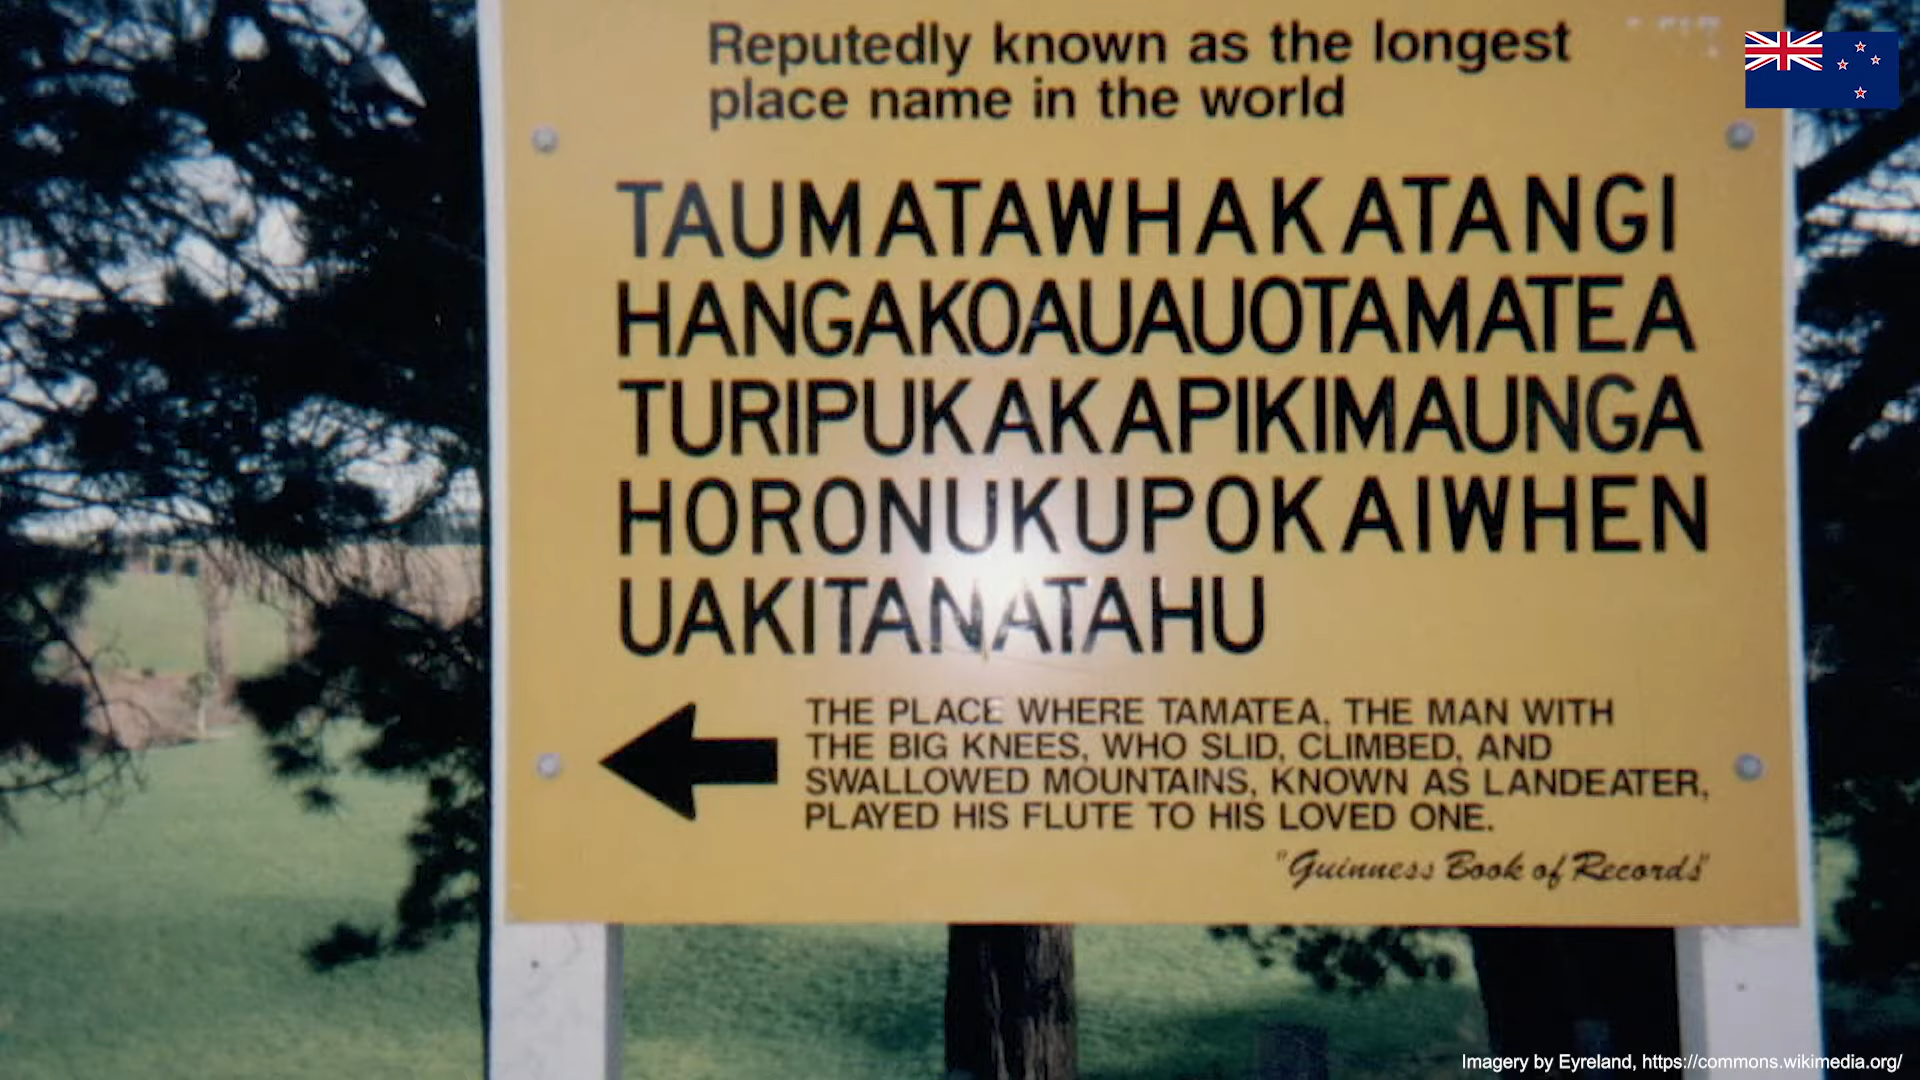 Reputedly known as the longest
place name in the world
TAUMATAWHAKATANGI
HANGAKOAUAUOTAMATEA
TURIPUKAKAPIKIMAUNGA
HORONUKUPOKAIWHEN
UAKITANATAHU
THE PLACE WHERE TAMATEA, THE MAN WITH
THE BIG KNEES, WHO SLID, CLIMBED, AND
SWALLOWED MOUNTAINS, KNOWN AS LANDEATER,
PLAYED HIS FLUTE TO HIS LOVED ONE.
"Guinness Book of Records"
Imagery by Eyreland, https://commons.wikimedia.org/